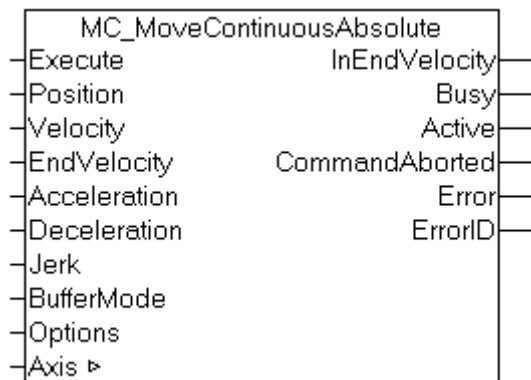 MC_MoveContinuousAbsolute
Execute InEndVelocity
Position Busy
Velocity Active
EndVelocity CommandAborted
Acceleration Error
Deceleration ErrorID
Jerk
BufferMode
Options
Axis